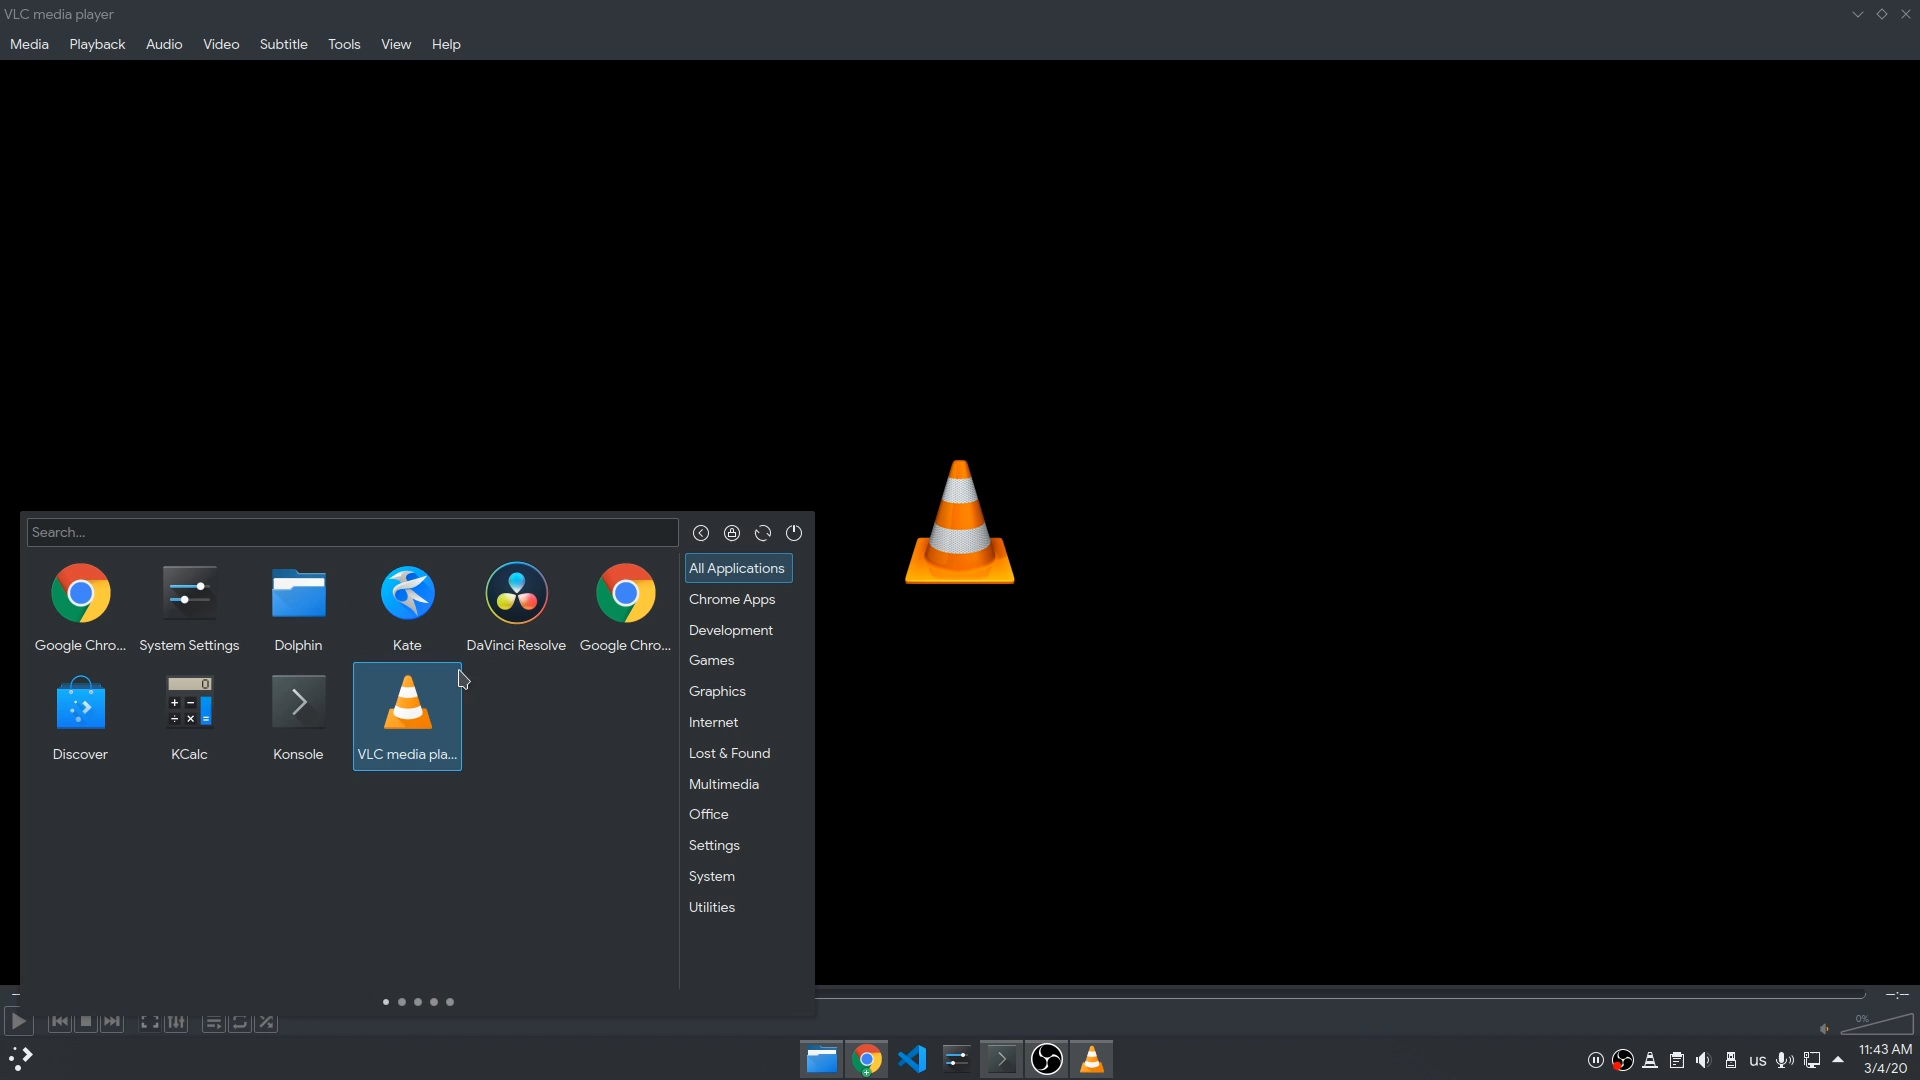 VLC media player
Media Playback Audio Video Subtitle Tools View Help
Search...
All Applications
Chrome Apps
Development
Games
Graphics
Internet
Lost & Found
Multimedia
Office
Settings
System
Utilities
Google Chro... System Settings Dolphin Kate DaVinci Resolve Google Chro...
0
Discover KCalc Konsole VLC media pla...
--:--
0%
us
11:43 AM
3/4/20